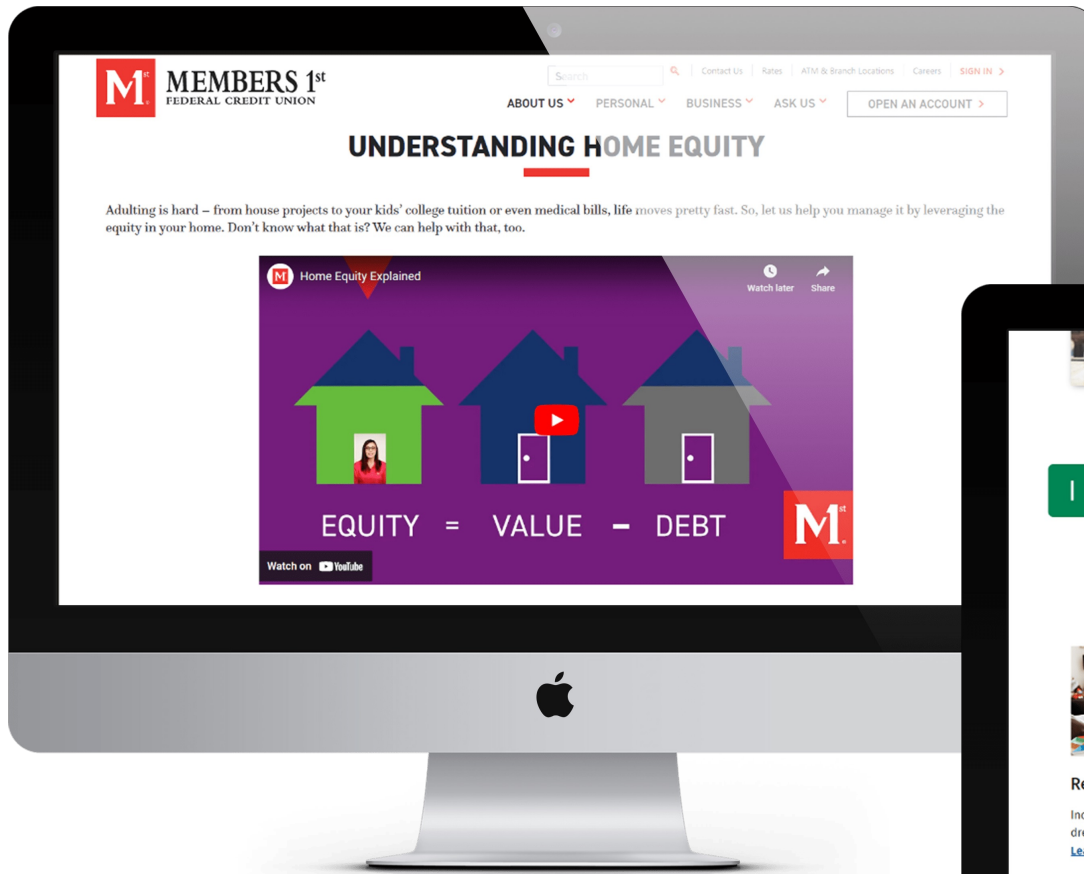 M st
MEMBERS 1st
FEDERAL CREDIT UNION
Search
Contact Us
Rates
ATM & Branch Locations
Careers
SIGN IN >
ABOUT US
PERSONAL
BUSINESS
ASK US
OPEN AN ACCOUNT >
UNDERSTANDING HOME EQUITY
Adulting is hard – from house projects to your kids’ college tuition or even medical bills, life moves pretty fast. So, let us help you manage it by leveraging the
equity in your home. Don’t know what that is? We can help with that, too.
M
Home Equity Explained
Watch later
Share
EQUITY = VALUE – DEBT
M st
Watch on YouTube